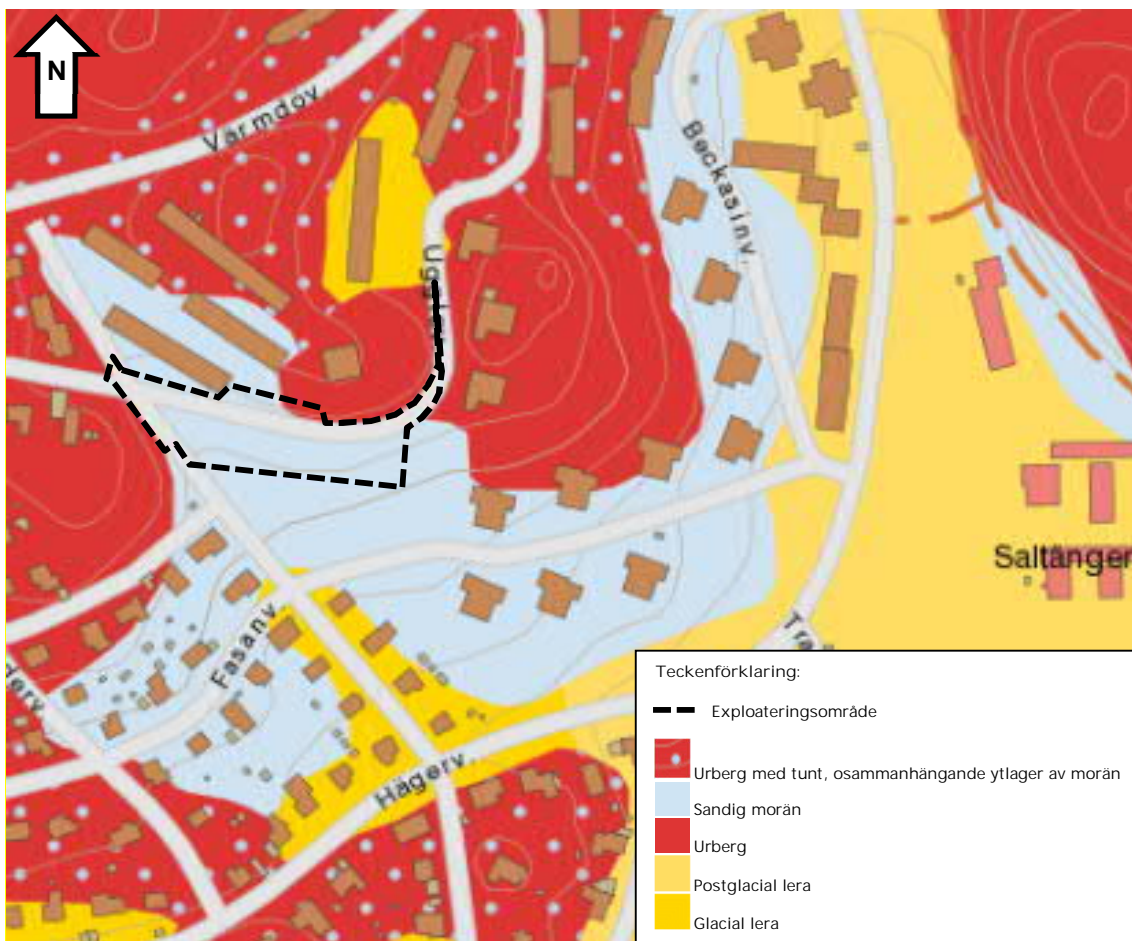 N
Värmdöv.
Beckasinv.
Saltänger
Fasanv.
Hägerv.
Teckenförklaring:
Exploateringsområde
Urberg med tunt, osammanhängande ytlager av morän
Sandig morän
Urberg
Postglacial lera
Glacial lera